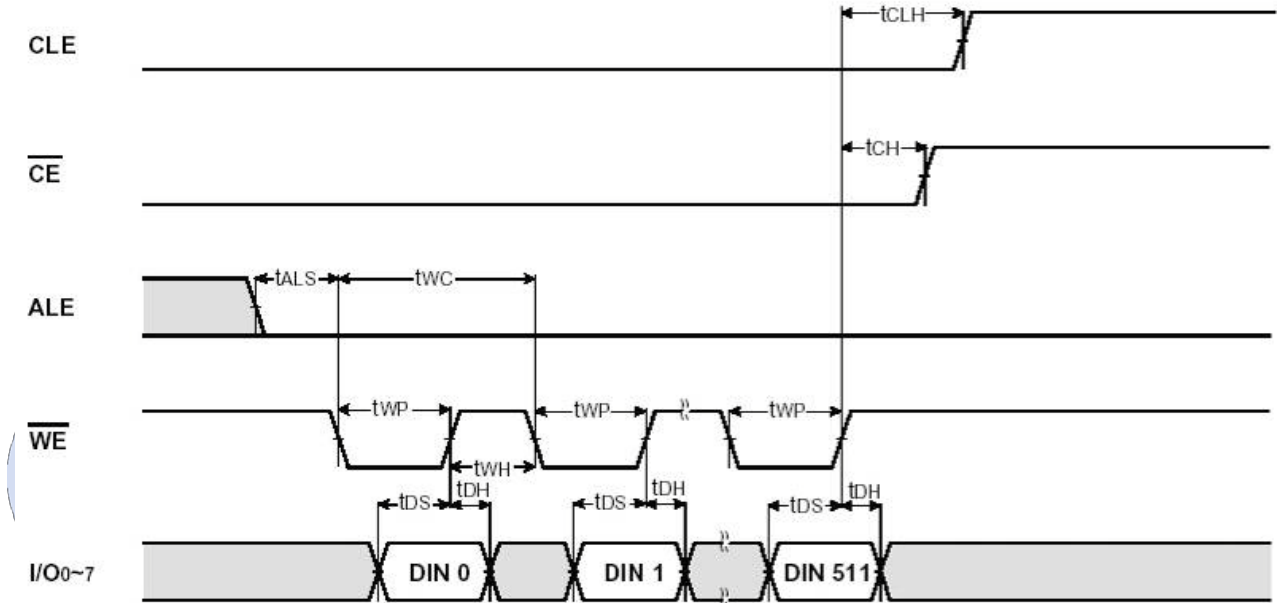 CLE
tCLH
CE
tCH
ALE
tALS
tWC
WE
tWP
tWP
tWP
tWH
tDS
tDH
tDS
tDH
tDS
tDH
I/O0~7
DIN 0
DIN 1
DIN 511